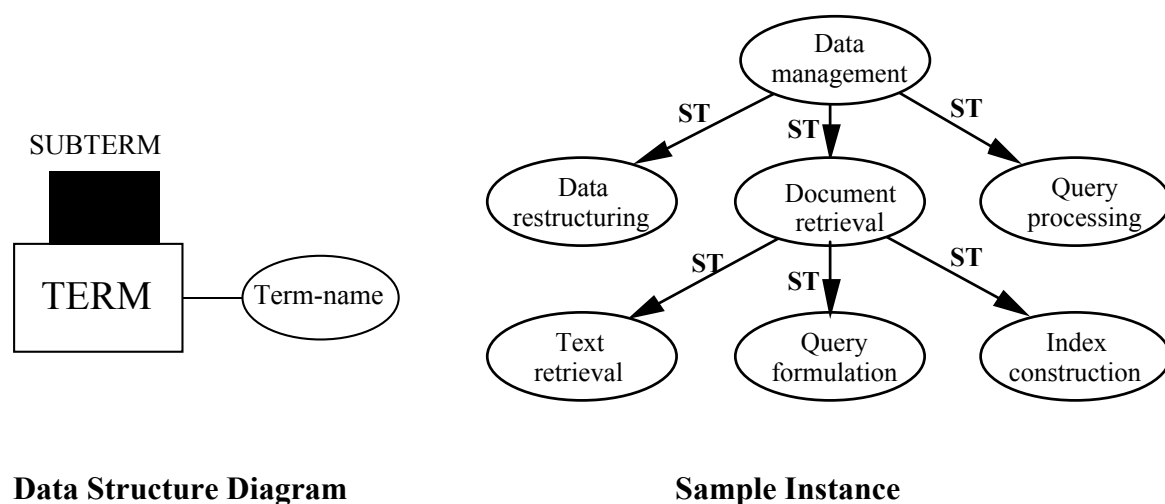 SUBTERM
TERM
Term-name
Data Structure Diagram
Data
management
ST
ST
ST
Data
restructuring
Document
retrieval
Query
processing
ST
ST
ST
Text
retrieval
Query
formulation
Index
construction
Sample Instance